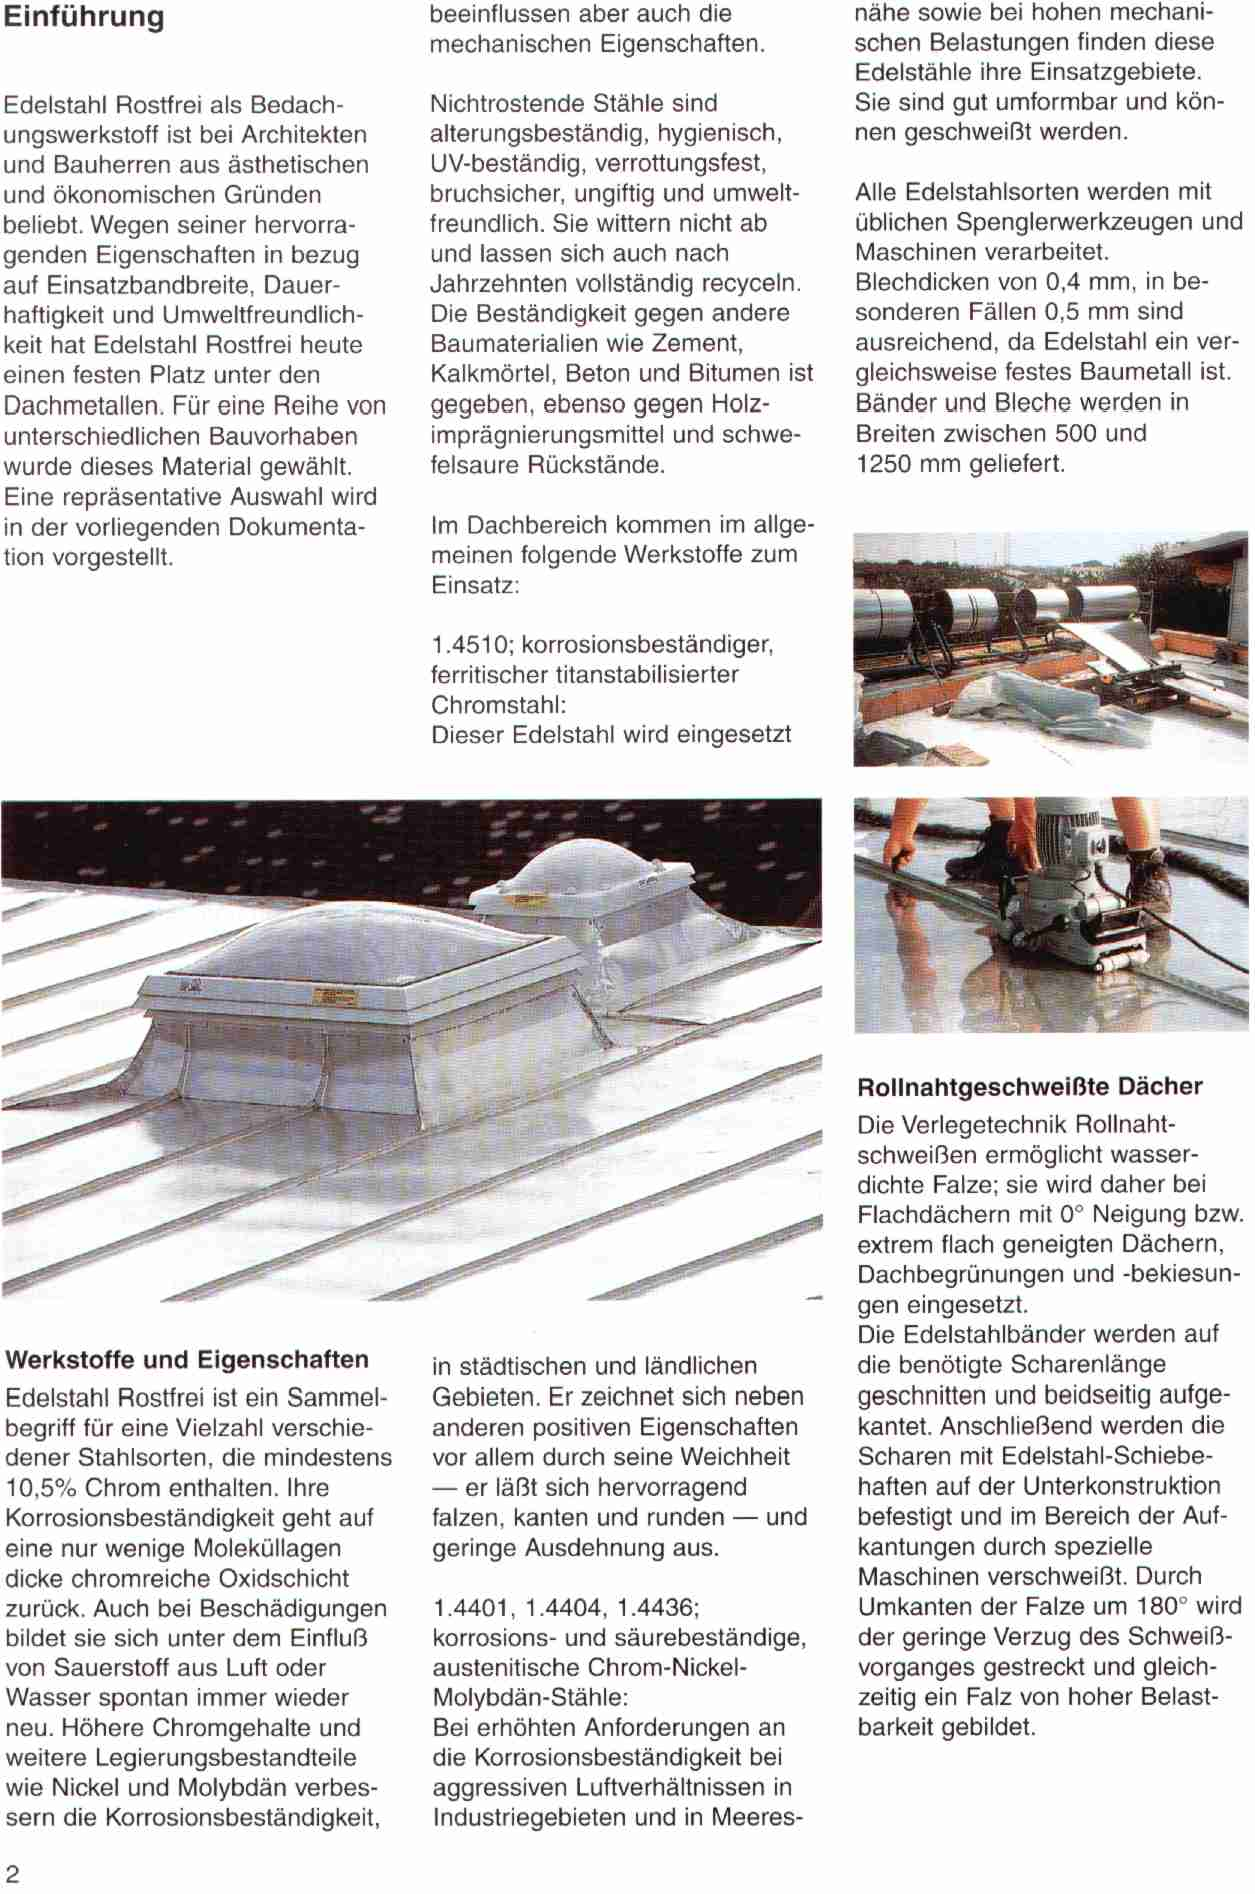 Einführung
Edelstahl Rostfrei als Bedach-
ungswerkstoff ist bei Architekten
und Bauherren aus ästhetischen
und ökonomischen Gründen
beliebt. Wegen seiner hervorra-
genden Eigenschaften in bezug
auf Einsatzbandbreite, Dauer-
haftigkeit und Umweltfreundlich-
keit hat Edelstahl Rostfrei heute
einen festen Platz unter den
Dachmetallen. Für eine Reihe von
unterschiedlichen Bauvorhaben
wurde dieses Material gewählt.
Eine repräsentative Auswahl wird
in der vorliegenden Dokumenta-
tion vorgestellt.
Werkstoffe und Eigenschaften
Edelstahl Rostfrei ist ein Sammel-
begriff für eine Vielzahl verschie-
dener Stahlsorten, die mindestens
10,5% Chrom enthalten. Ihre
Korrosionsbeständigkeit geht auf
eine nur wenige Moleküllagen
dicke chromreiche Oxidschicht
zurück. Auch bei Beschädigungen
bildet sie sich unter dem Einfluß
von Sauerstoff aus Luft oder
Wasser spontan immer wieder
neu. Höhere Chromgehalte und
weitere Legierungsbestandteile
wie Nickel und Molybdän verbes-
sern die Korrosionsbeständigkeit,
beeinflussen aber auch die
mechanischen Eigenschaften.
Nichtrostende Stähle sind
alterungsbeständig, hygienisch,
UV-beständig, verrottungsfest,
bruchsicher, ungiftig und umwelt-
freundlich. Sie wittern nicht ab
und lassen sich auch nach
Jahrzehnten vollständig recyceln.
Die Beständigkeit gegen andere
Baumaterialien wie Zement,
Kalkmörtel, Beton und Bitumen ist
gegeben, ebenso gegen Holz-
imprägnierungsmittel und schwe-
felsaure Rückstände.
Im Dachbereich kommen im allge-
meinen folgende Werkstoffe zum
Einsatz:
1.4510; korrosionsbeständiger,
ferritischer titanstabilisierter
Chromstahl:
Dieser Edelstahl wird eingesetzt
in städtischen und ländlichen
Gebieten. Er zeichnet sich neben
anderen positiven Eigenschaften
vor allem durch seine Weichheit
— er läßt sich hervorragend
falzen, kanten und runden — und
geringe Ausdehnung aus.
1.4401, 1.4404, 1.4436;
korrosions- und säurebeständige,
austenitische Chrom-Nickel-
Molybdän-Stähle:
Bei erhöhten Anforderungen an
die Korrosionsbeständigkeit bei
aggressiven Luftverhältnissen in
Industriegebieten und in Meeres-
nähe sowie bei hohen mechani-
schen Belastungen finden diese
Edelstähle ihre Einsatzgebiete.
Sie sind gut umformbar und kön-
nen geschweißt werden.
Alle Edelstahlsorten werden mit
üblichen Spenglerwerkzeugen und
Maschinen verarbeitet.
Blechdicken von 0,4 mm, in be-
sonderen Fällen 0,5 mm sind
ausreichend, da Edelstahl ein ver-
gleichsweise festes Baumetall ist.
Bänder und Bleche werden in
Breiten zwischen 500 und
1250 mm geliefert.
Rollnahtgeschweißte Dächer
Die Verlegetechnik Rollnaht-
schweißen ermöglicht wasser-
dichte Falze; sie wird daher bei
Flachdächern mit 0° Neigung bzw.
extrem flach geneigten Dächern,
Dachbegrünungen und -bekiesun-
gen eingesetzt.
Die Edelstahlbänder werden auf
die benötigte Scharenlänge
geschnitten und beidseitig aufge-
kantet. Anschließend werden die
Scharen mit Edelstahl-Schiebe-
haften auf der Unterkonstruktion
befestigt und im Bereich der Auf-
kantungen durch spezielle
Maschinen verschweißt. Durch
Umkanten der Falze um 180° wird
der geringe Verzug des Schweiß-
vorganges gestreckt und gleich-
zeitig ein Falz von hoher Belast-
barkeit gebildet.
2